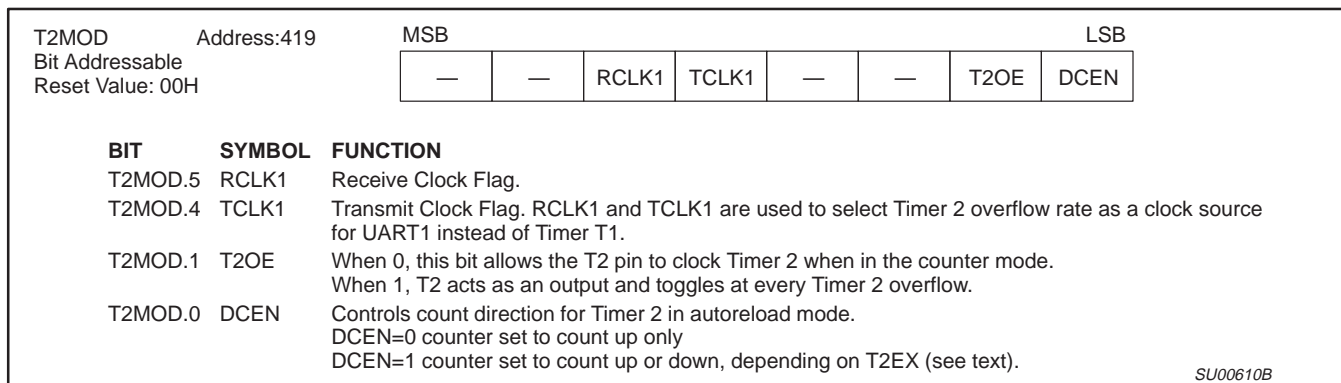 T2MOD Address:419 MSB LSB
Bit Addressable
Reset Value: 00H
— — RCLK1 TCLK1 — — T2OE DCEN
BIT SYMBOL FUNCTION
T2MOD.5 RCLK1 Receive Clock Flag.
T2MOD.4 TCLK1 Transmit Clock Flag. RCLK1 and TCLK1 are used to select Timer 2 overflow rate as a clock source
for UART1 instead of Timer T1.
T2MOD.1 T2OE When 0, this bit allows the T2 pin to clock Timer 2 when in the counter mode.
When 1, T2 acts as an output and toggles at every Timer 2 overflow.
T2MOD.0 DCEN Controls count direction for Timer 2 in autoreload mode.
DCEN=0 counter set to count up only
DCEN=1 counter set to count up or down, depending on T2EX (see text).
SU00610B